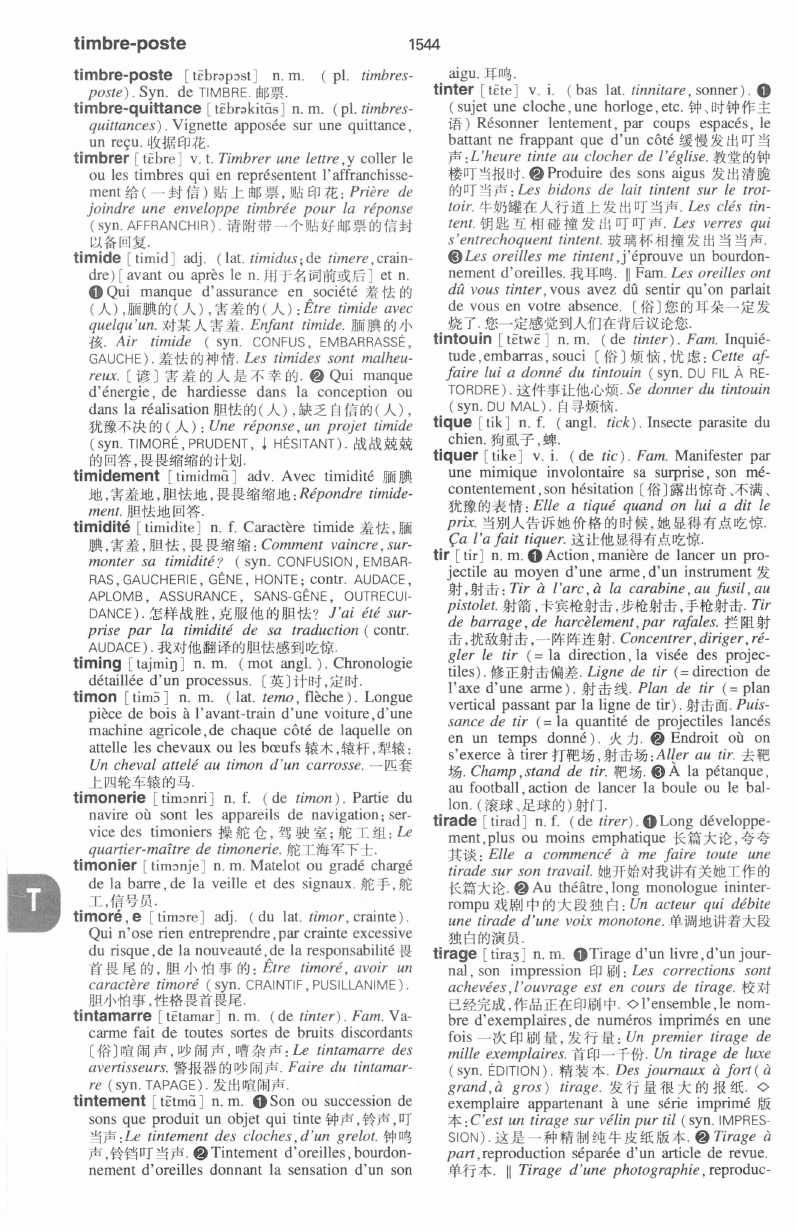 timbre-poste
1544
timbre-poste [tɛ̃brəpɔst] n. m. ( pl. timbres-
poste). Syn. de TIMBRE. 邮票.
timbre-quittance [tɛ̃brəkitɑ̃s] n. m. (pl. timbres-
quittances). Vignette apposée sur une quittance,
un reçu. 收据印花.
timbrer [tɛ̃bre] v. t. Timbrer une lettre, y coller le
ou les timbres qui en représentent l'affranchisse-
ment 给(一封信)贴上邮票,贴印花: Prière de
joindre une enveloppe timbrée pour la réponse
(syn. AFFRANCHIR). 请附带一个贴好邮票的信封
以备回复.
timide [timid] adj. (lat. timidus; de timere, crain-
dre)[avant ou après le n. 用于名词前或后] et n.
❶ Qui manque d'assurance en société 羞怯的
(人),腼腆的(人),害羞的(人): Être timide avec
quelqu'un. 对某人害羞. Enfant timide. 腼腆的小
孩. Air timide ( syn. CONFUS, EMBARRASSÉ,
GAUCHE). 羞怯的神情. Les timides sont malheu-
reux. 〔谚〕害羞的人是不幸的. ❷ Qui manque
d'énergie, de hardiesse dans la conception ou
dans la réalisation 胆怯的(人),缺乏自信的(人),
犹豫不决的(人): Une réponse, un projet timide
(syn. TIMORÉ, PRUDENT, ↓ HÉSITANT). 战战兢兢
的回答,畏畏缩缩的计划.
timidement [timidmɑ̃] adv. Avec timidité 腼腆
地,害羞地,胆怯地,畏畏缩缩地: Répondre timide-
ment. 胆怯地回答.
timidité [timidite] n. f. Caractère timide 羞怯,腼
腆,害羞,胆怯,畏畏缩缩: Comment vaincre, sur-
monter sa timidité? ( syn. CONFUSION, EMBAR-
RAS, GAUCHERIE, GÊNE, HONTE; contr. AUDACE,
APLOMB, ASSURANCE, SANS-GÊNE, OUTRECUI-
DANCE). 怎样战胜,克服他的胆怯? J'ai été sur-
prise par la timidité de sa traduction ( contr.
AUDACE). 我对他翻译的胆怯感到吃惊.
timing [tajmiŋ] n. m. (mot angl. ). Chronologie
détaillée d'un processus. 〔英〕计时,定时.
timon [timɔ̃] n. m. (lat. temo, flèche). Longue
pièce de bois à l'avant-train d'une voiture, d'une
machine agricole, de chaque côté de laquelle on
attelle les chevaux ou les bœufs 辕木,辕杆,犁辕:
Un cheval attelé au timon d'un carrosse. 一匹套
上四轮车辕的马.
timonerie [timɔnri] n. f. (de timon). Partie du
navire où sont les appareils de navigation; ser-
vice des timoniers 操舵仓,驾驶室;舵工组: Le
quartier-maître de timonerie. 舵工海军下士.
timonier [timɔnje] n. m. Matelot ou gradé chargé
de la barre, de la veille et des signaux. 舵手,舵
工,信号员.
timoré, e [timɔre] adj. (du lat. timor, crainte).
Qui n'ose rien entreprendre, par crainte excessive
du risque, de la nouveauté, de la responsabilité 畏
首畏尾的,胆小怕事的: Être timoré, avoir un
caractère timoré (syn. CRAINTIF, PUSILLANIME).
胆小怕事,性格畏首畏尾.
tintamarre [tɛ̃tamar] n. m. (de tinter). Fam. Va-
carme fait de toutes sortes de bruits discordants
〔俗〕喧闹声,吵闹声,嘈杂声: Le tintamarre des
avertisseurs. 警报器的吵闹声. Faire du tintamar-
re (syn. TAPAGE). 发出喧闹声.
tintement [tɛ̃tmɑ̃] n. m. ❶ Son ou succession de
sons que produit un objet qui tinte 钟声,铃声,叮
当声: Le tintement des cloches, d'un grelot. 钟鸣
声,铃铛叮当声. ❷ Tintement d'oreilles, bourdon-
nement d'oreilles donnant la sensation d'un son
aigu. 耳鸣.
tinter [tɛ̃te] v. i. (bas lat. tinnitare, sonner). ❶
(sujet une cloche, une horloge, etc. 钟、时钟作主
语) Résonner lentement, par coups espacés, le
battant ne frappant que d'un côté 缓慢发出叮当
声: L'heure tinte au clocher de l'église. 教堂的钟
楼叮当报时. ❷ Produire des sons aigus 发出清脆
的叮当声: Les bidons de lait tintent sur le trot-
toir. 牛奶罐在人行道上发出叮当声. Les clés tin-
tent. 钥匙互相碰撞发出叮叮声. Les verres qui
s'entrechoquent tintent. 玻璃杯相撞发出当当声.
❸ Les oreilles me tintent, j'éprouve un bourdon-
nement d'oreilles. 我耳鸣. ‖ Fam. Les oreilles ont
dû vous tinter, vous avez dû sentir qu'on parlait
de vous en votre absence. 〔俗〕您的耳朵一定发
烧了. 您一定感觉到人们在背后议论您.
tintouin [tɛ̃twɛ̃] n. m. (de tinter). Fam. Inquié-
tude, embarras, souci 〔俗〕烦恼,忧虑: Cette af-
faire lui a donné du tintouin (syn. DU FIL À RE-
TORDRE). 这件事让他心烦. Se donner du tintouin
(syn. DU MAL). 自寻烦恼.
tique [tik] n. f. (angl. tick). Insecte parasite du
chien. 狗虱子,蜱.
tiquer [tike] v. i. (de tic). Fam. Manifester par
une mimique involontaire sa surprise, son mé-
contentement, son hésitation 〔俗〕露出惊奇、不满、
犹豫的表情: Elle a tiqué quand on lui a dit le
prix. 当别人告诉她价格的时候,她显得有点吃惊.
Ça l'a fait tiquer. 这让他显得有点吃惊.
tir [tir] n. m. ❶ Action, manière de lancer un pro-
jectile au moyen d'une arme, d'un instrument 发
射,射击: Tir à l'arc, à la carabine, au fusil, au
pistolet. 射箭,卡宾枪射击,步枪射击,手枪射击. Tir
de barrage, de harcèlement, par rafales. 拦阻射
击,扰敌射击,一阵阵连射. Concentrer, diriger, ré-
gler le tir (= la direction, la visée des projec-
tiles). 修正射击偏差. Ligne de tir (= direction de
l'axe d'une arme). 射击线. Plan de tir (= plan
vertical passant par la ligne de tir). 射击面. Puis-
sance de tir (= la quantité de projectiles lancés
en un temps donné). 火力. ❷ Endroit où on
s'exerce à tirer 打靶场,射击场: Aller au tir. 去靶
场. Champ, stand de tir. 靶场. ❸ À la pétanque,
au football, action de lancer la boule ou le bal-
lon. (滚球、足球的)射门.
tirade [tirad] n. f. (de tirer). ❶ Long développe-
ment, plus ou moins emphatique 长篇大论,夸夸
其谈: Elle a commencé à me faire toute une
tirade sur son travail. 她开始对我讲有关她工作的
长篇大论. ❷ Au théâtre, long monologue ininter-
rompu 戏剧中的大段独白: Un acteur qui débite
une tirade d'une voix monotone. 单调地讲着大段
独白的演员.
tirage [tiraʒ] n. m. ❶ Tirage d'un livre, d'un jour-
nal, son impression 印刷: Les corrections sont
achevées, l'ouvrage est en cours de tirage. 校对
已经完成,作品正在印刷中. ◇ l'ensemble, le nom-
bre d'exemplaires, de numéros imprimés en une
fois 一次印刷量,发行量: Un premier tirage de
mille exemplaires. 首印一千份. Un tirage de luxe
(syn. ÉDITION). 精装本. Des journaux à fort (à
grand, à gros) tirage. 发行量很大的报纸. ◇
exemplaire appartenant à une série imprimé 版
本: C'est un tirage sur vélin pur til (syn. IMPRES-
SION). 这是一种精制纯牛皮纸版本. ❷ Tirage à
part, reproduction séparée d'un article de revue.
单行本. ‖ Tirage d'une photographie, reproduc-
T